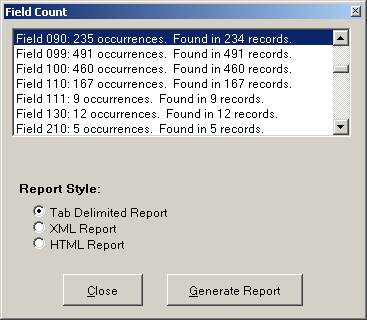 Field Count
Field 090: 235 occurrences.  Found in 234 records.
Field 099: 491 occurrences.  Found in 491 records.
Field 100: 460 occurrences.  Found in 460 records.
Field 110: 167 occurrences.  Found in 167 records.
Field 111: 9 occurrences.  Found in 9 records.
Field 130: 12 occurrences.  Found in 12 records.
Field 210: 5 occurrences.  Found in 5 records.
Report Style:
Tab Delimited Report
XML Report
HTML Report
Close
Generate Report